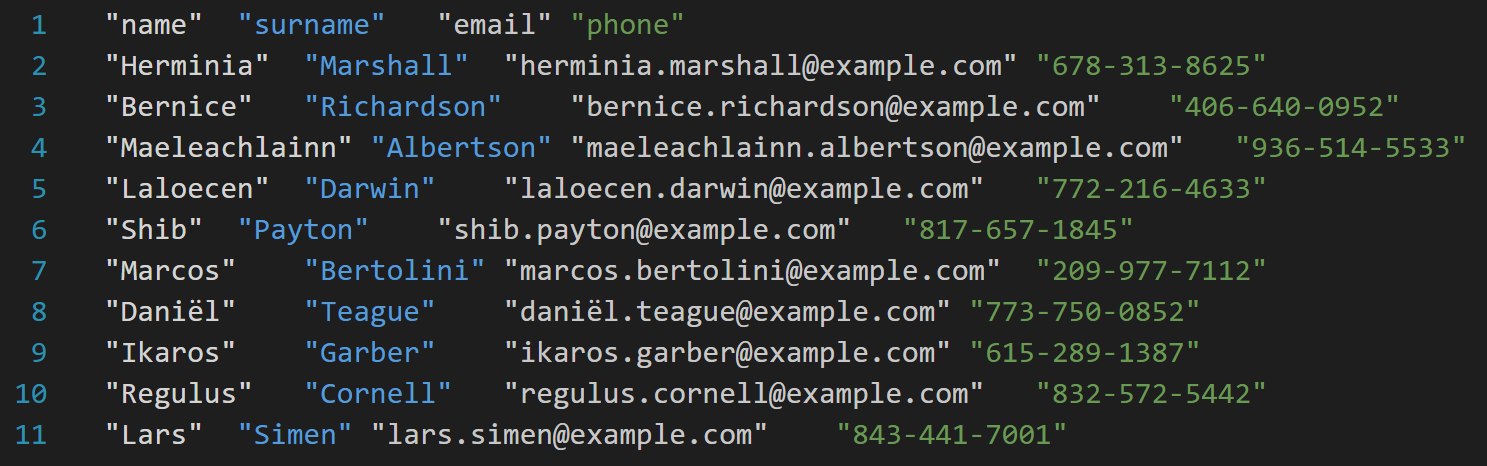 1 "name" "surname" "email" "phone"
2 "Herminia" "Marshall" "herminia.marshall@example.com" "678-313-8625"
3 "Bernice" "Richardson" "bernice.richardson@example.com" "406-640-0952"
4 "Maeleachlainn" "Albertson" "maeleachlainn.albertson@example.com" "936-514-5533"
5 "Laloecen" "Darwin" "laloecen.darwin@example.com" "772-216-4633"
6 "Shib" "Payton" "shib.payton@example.com" "817-657-1845"
7 "Marcos" "Bertolini" "marcos.bertolini@example.com" "209-977-7112"
8 "Daniël" "Teague" "daniël.teague@example.com" "773-750-0852"
9 "Ikaros" "Garber" "ikaros.garber@example.com" "615-289-1387"
10 "Regulus" "Cornell" "regulus.cornell@example.com" "832-572-5442"
11 "Lars" "Simen" "lars.simen@example.com" "843-441-7001"